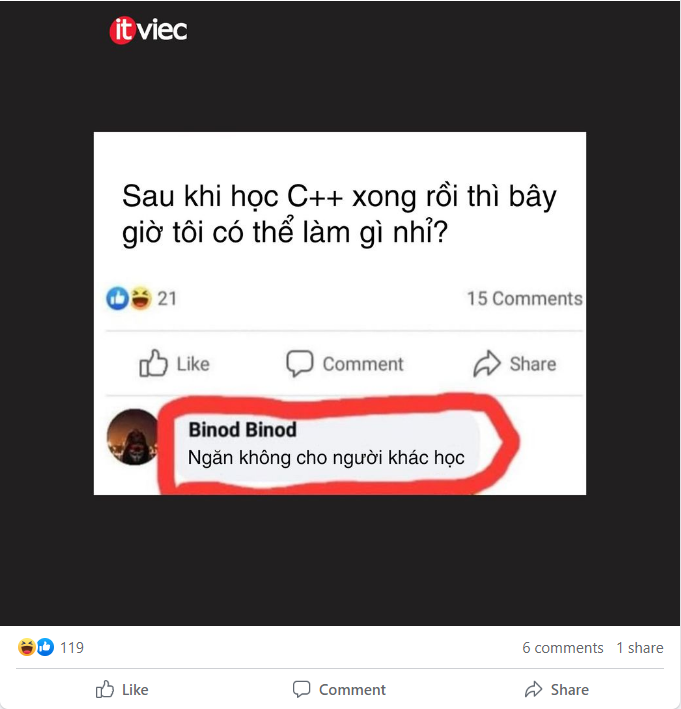 itviec
Sau khi học C++ xong rồi thì bây
giờ tôi có thể làm gì nhỉ?
21
15 Comments
Like
Comment
Share
Binod Binod
Ngăn không cho người khác học
119
6 comments
1 share
Like
Comment
Share